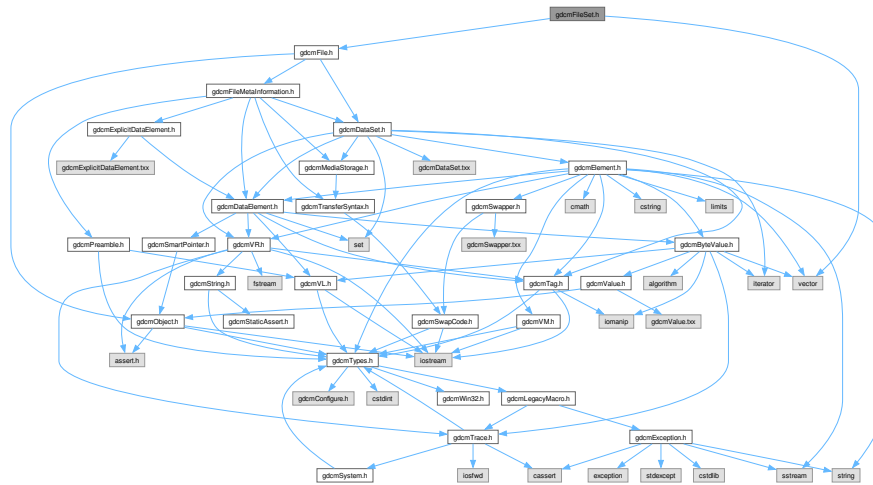 gdcmFileSet.h
gdcmFile.h
gdcmFileMetaInformation.h
gdcmExplicitDataElement.h
gdcmDataSet.h
gdcmExplicitDataElement.txx
gdcmMediaStorage.h
gdcmDataSet.txx
gdcmElement.h
gdcmDataElement.h
gdcmTransferSyntax.h
gdcmSwapper.h
cmath
cstring
limits
gdcmPreamble.h
gdcmSmartPointer.h
gdcmVR.h
set
gdcmSwapper.txx
gdcmByteValue.h
gdcmString.h
fstream
gdcmVL.h
gdcmTag.h
gdcmValue.h
algorithm
iterator
vector
gdcmObject.h
gdcmStaticAssert.h
gdcmSwapCode.h
gdcmVM.h
iomanip
gdcmValue.txx
assert.h
gdcmTypes.h
iostream
gdcmConfigure.h
cstdint
gdcmWin32.h
gdcmLegacyMacro.h
gdcmTrace.h
gdcmException.h
gdcmSystem.h
iosfwd
cassert
exception
stdexcept
cstdlib
sstream
string